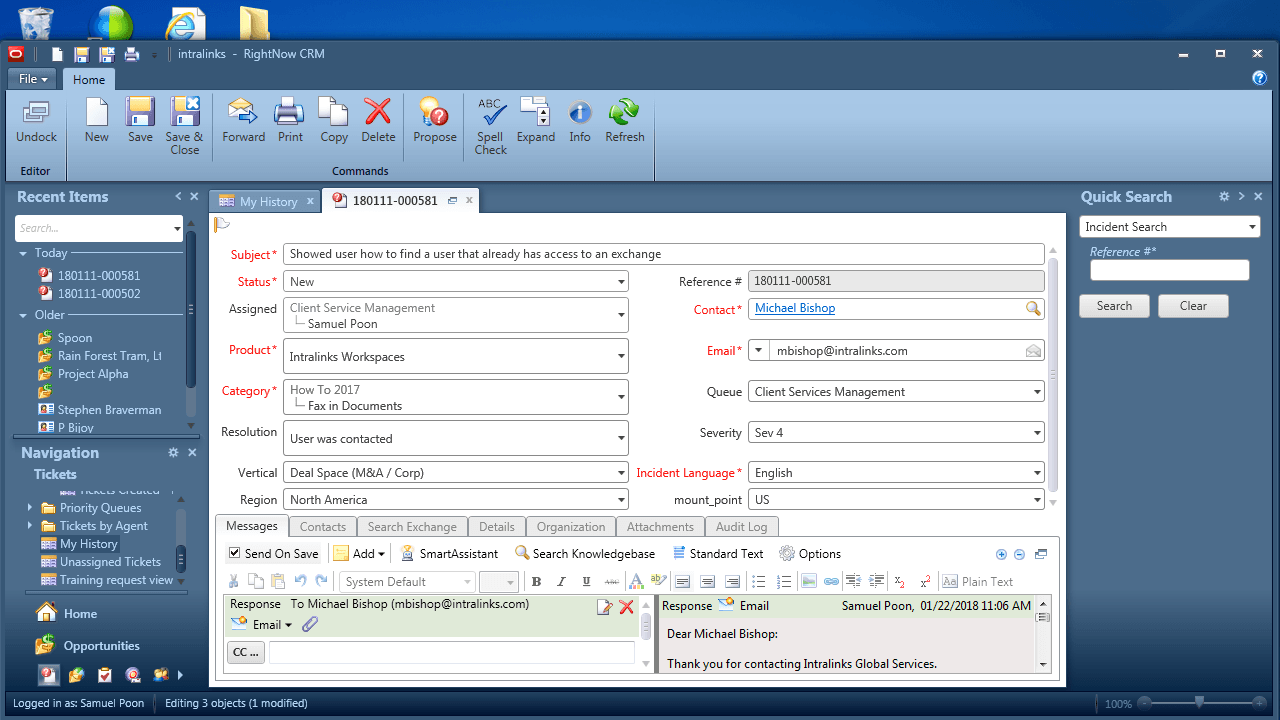 intralinks - RightNow CRM
File
Home
Undock
New
Save
Save & Close
Forward
Print
Copy
Delete
Propose
ABC
Spell Check
Expand
Info
Refresh
Editor
Commands
Recent Items
Search...
Today
180111-000581
180111-000502
Older
Spoon
Rain Forest Tram, Lt
Project Alpha
Stephen Braverman
P Bijoy
Navigation
Tickets
Tickets Created
Priority Queues
Tickets by Agent
My History
Unassigned Tickets
Training request view
Home
Opportunities
My History
180111-000581
Subject* Showed user how to find a user that already has access to an exchange
Status* New
Reference # 180111-000581
Assigned Client Service Management
Samuel Poon
Contact* Michael Bishop
Product* Intralinks Workspaces
Email* mbishop@intralinks.com
Category* How To 2017
Fax in Documents
Queue Client Services Management
Resolution User was contacted
Severity Sev 4
Vertical Deal Space (M&A / Corp)
Incident Language* English
Region North America
mount_point US
Messages Contacts Search Exchange Details Organization Attachments Audit Log
Send On Save Add SmartAssistant Search Knowledgebase Standard Text Options
System Default B I U ABC A Plain Text
Response To Michael Bishop (mbishop@intralinks.com)
Email
CC ...
Response Email Samuel Poon, 01/22/2018 11:06 AM
Dear Michael Bishop:
Thank you for contacting Intralinks Global Services.
Quick Search
Incident Search
Reference #*
Search
Clear
Logged in as: Samuel Poon
Editing 3 objects (1 modified)
100%